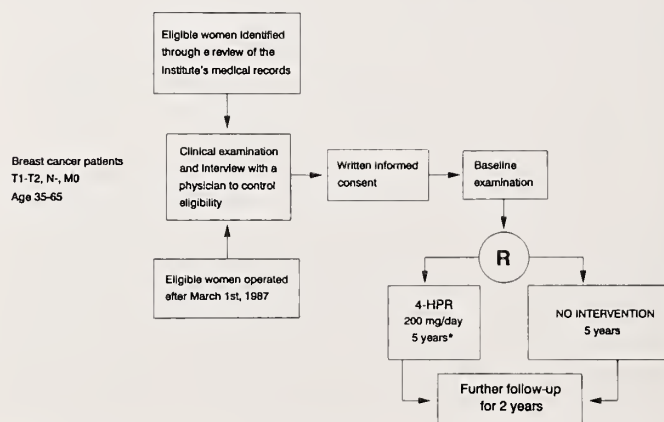 Eligible women identified
through e review of the
institute's medical records
Breast cancer patients
T1-T2, N-, M0
Age 35-65
Clinical examination
and interview with a
physician to control
eligibility
Written informed
consent
Baseline
examination
Eligible women operated
efter March 1st, 1987
R
4-HPR
200 mg/day
5 years*
NO INTERVENTION
5 years
Further follow-up
for 2 years